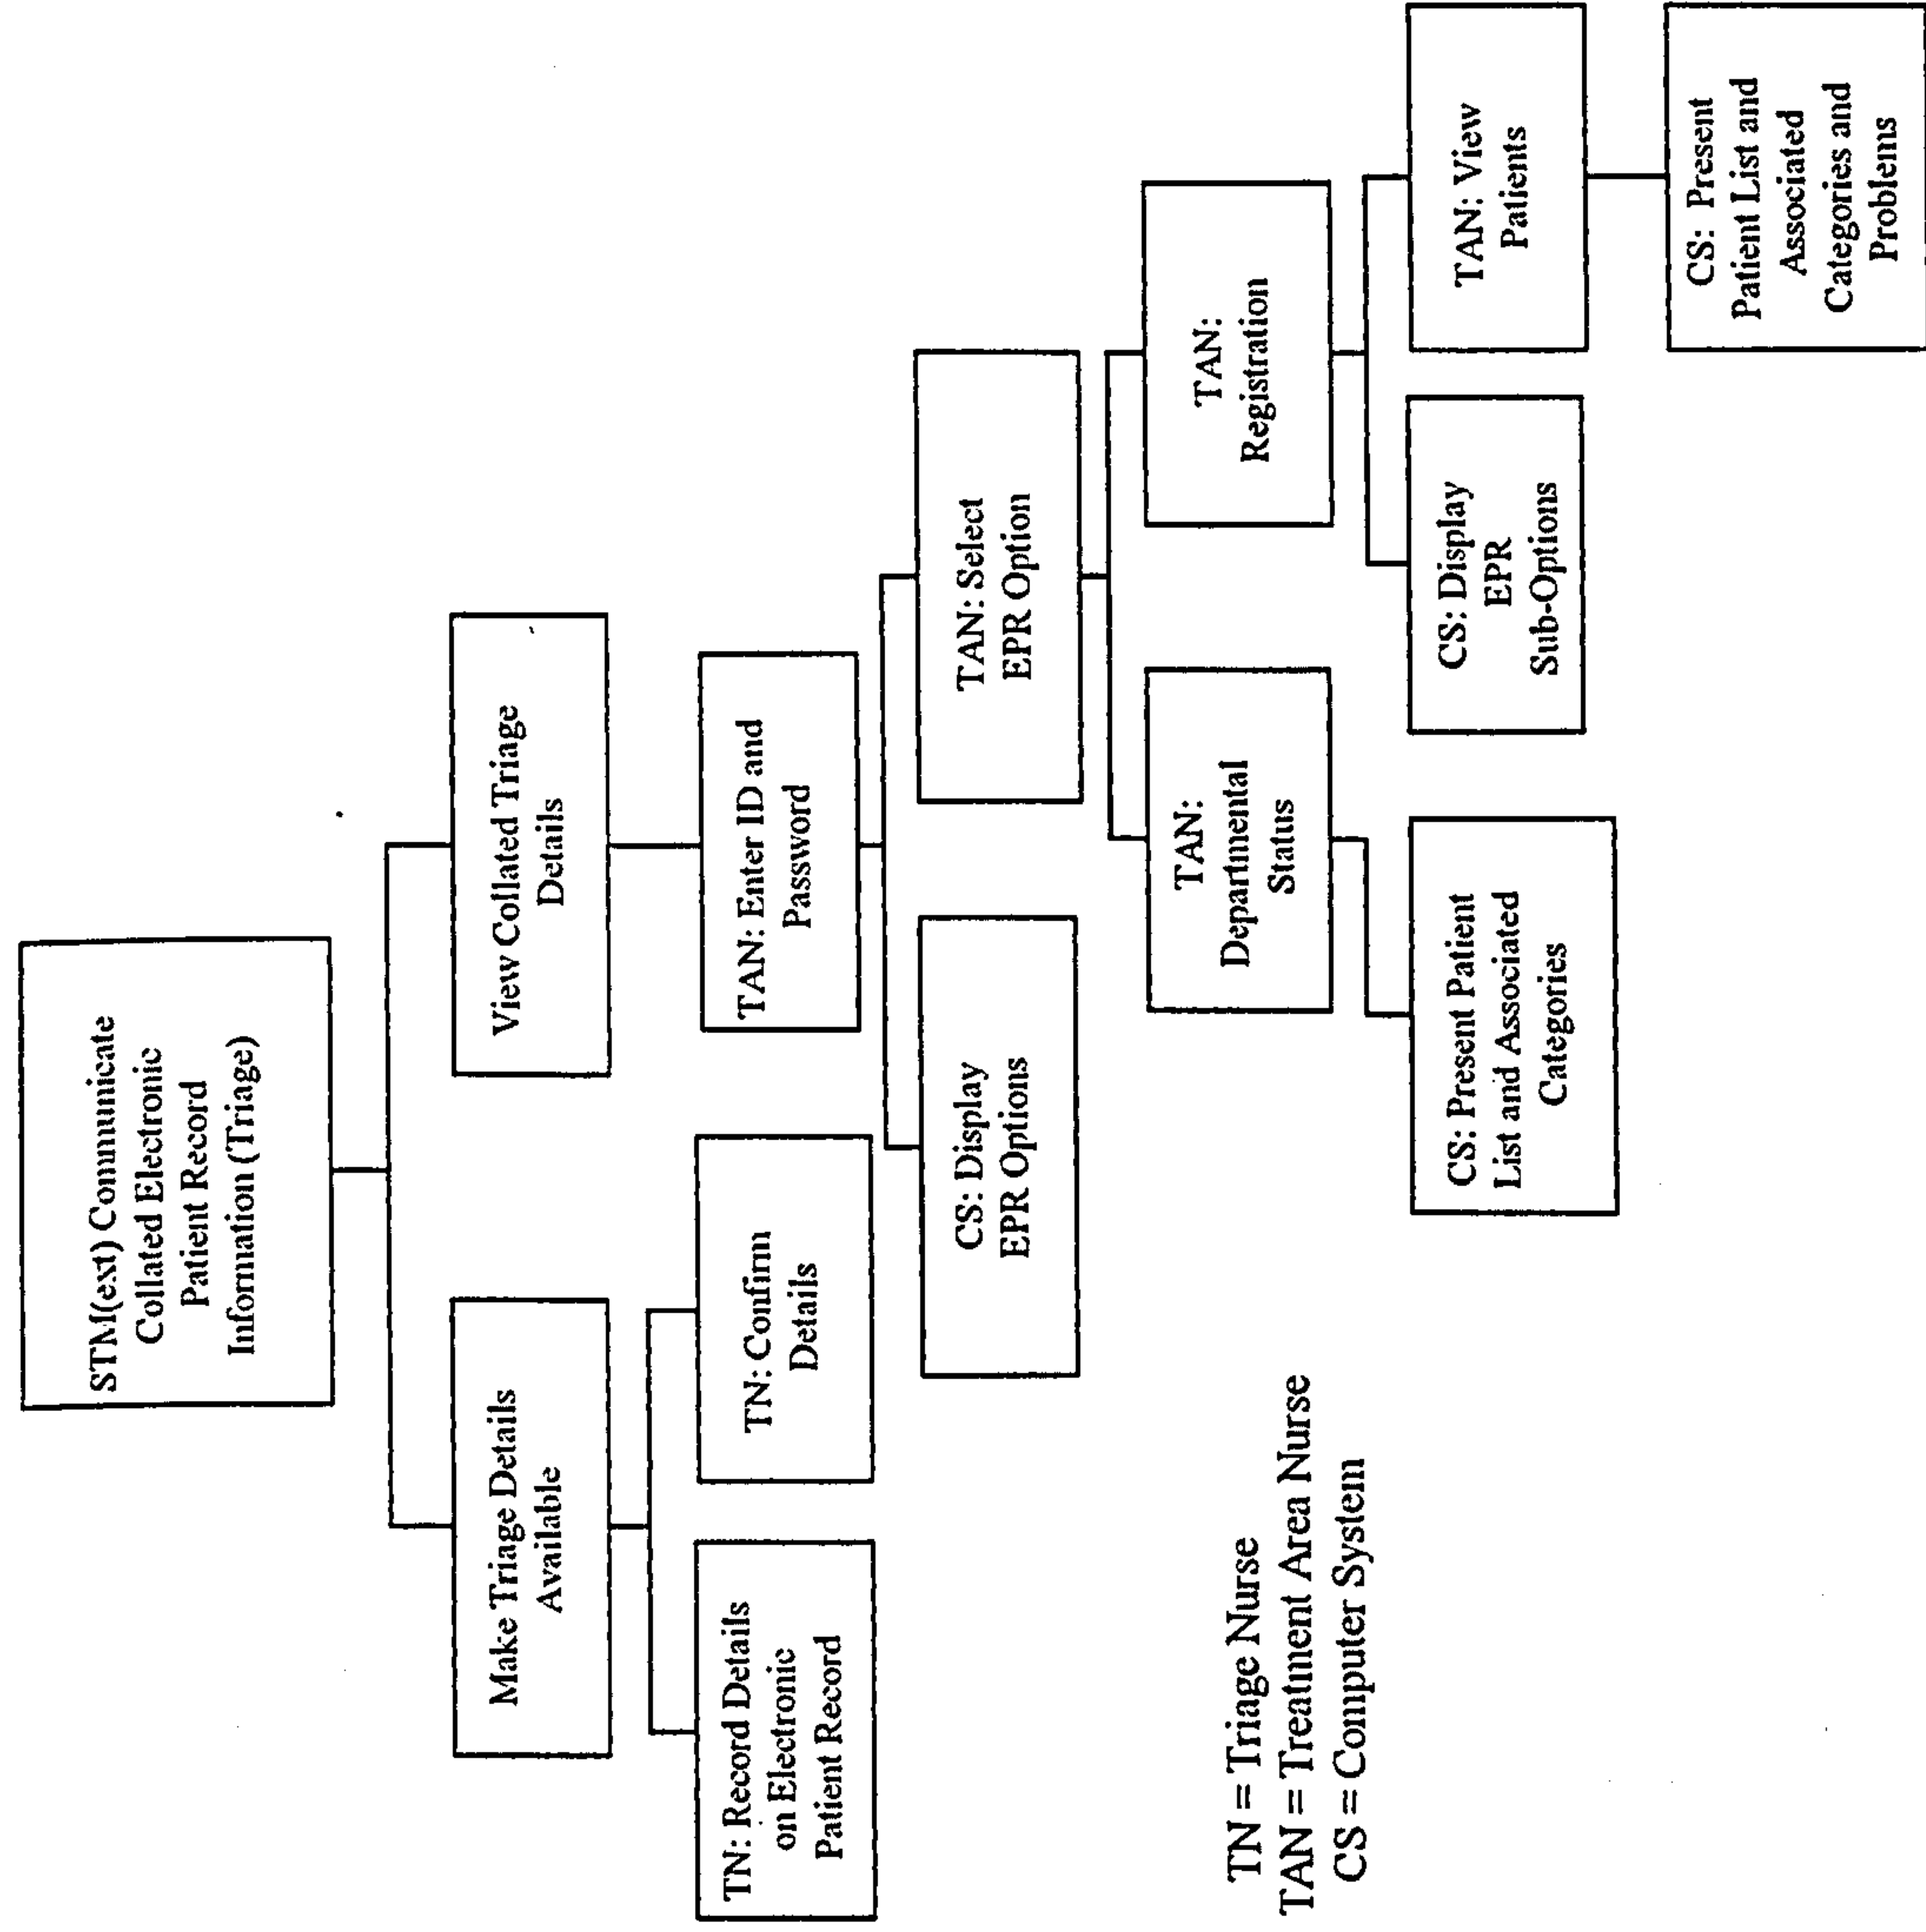 STM(ext) Communicate
Collated Electronic
Patient Record
Information (Triage)
Make Triage Details
Available
View Collated Triage
Details
TN: Record Details
on Electronic
Patient Record
TN: Confirm
Details
TAN: Enter ID and
Password
CS: Display
EPR Options
TAN: Select
EPR Option
TAN:
Departmental
Status
TAN:
Registration
CS: Present Patient
List and Associated
Categories
CS: Display
EPR
Sub-Options
TAN: View
Patients
CS: Present
Patient List and
Associated
Categories and
Problems
TN = Triage Nurse
TAN = Treatment Area Nurse
CS = Computer System